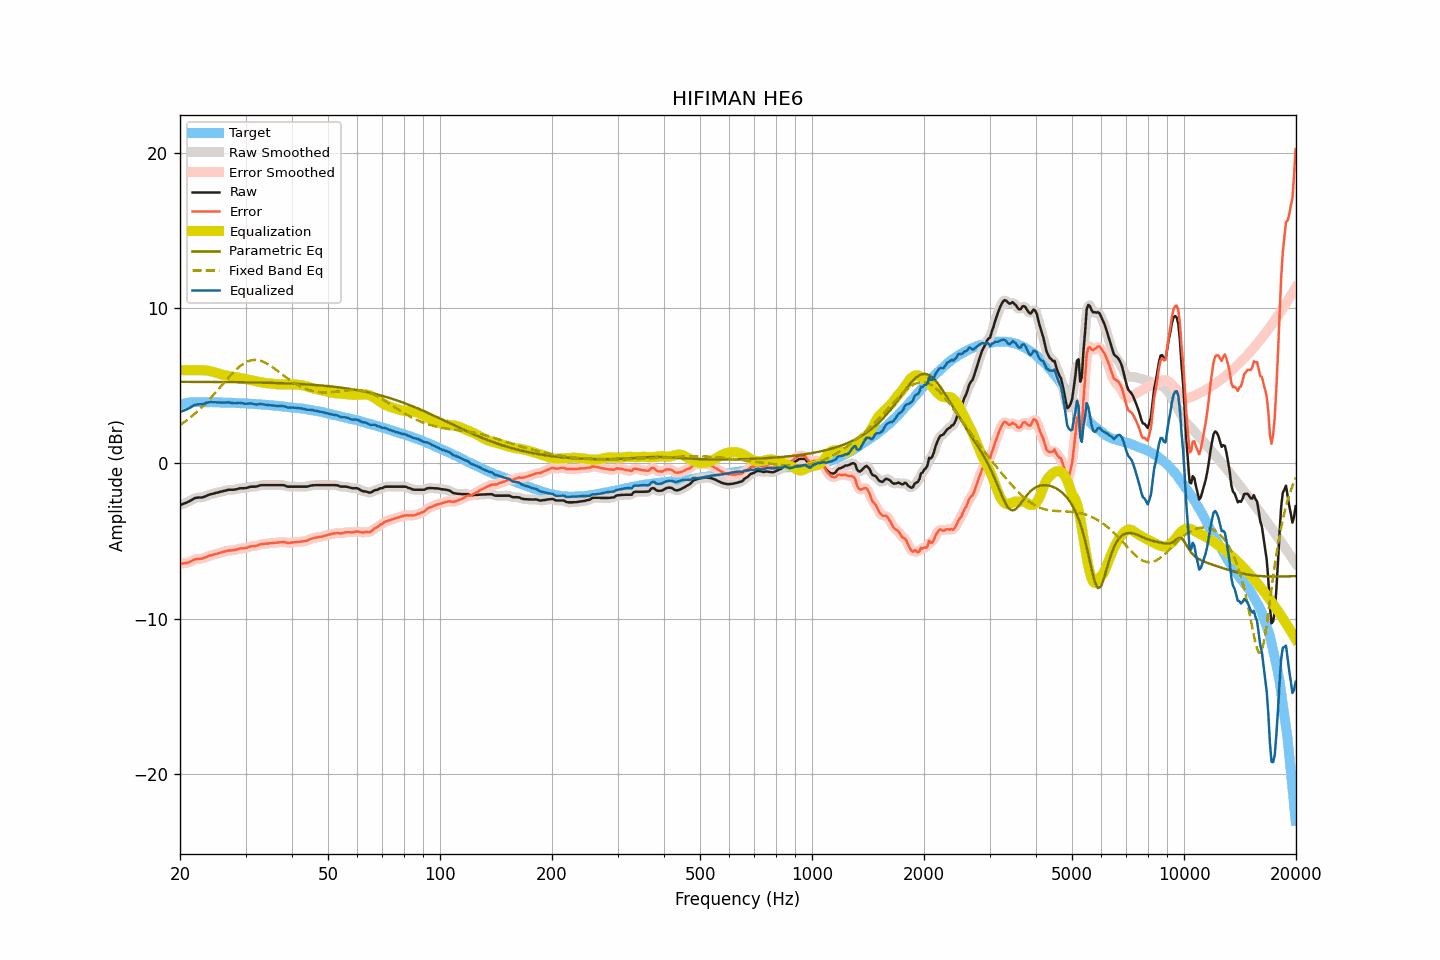 HIFIMAN HE6
Target
Raw Smoothed
Error Smoothed
Raw
Error
Equalization
Parametric Eq
Fixed Band Eq
Equalized
20
10
0
−10
−20
Amplitude (dBr)
20 50 100 200 500 1000 2000 5000 10000 20000
Frequency (Hz)